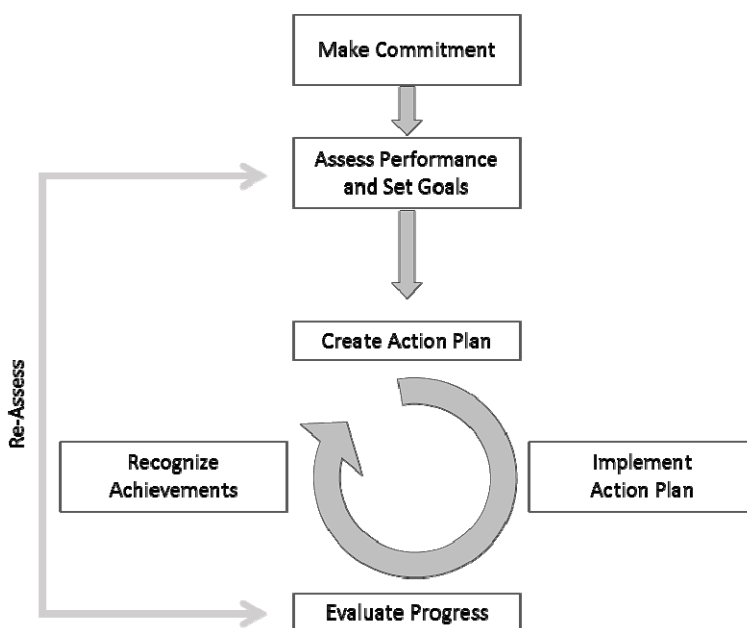 Make Commitment
Assess Performance
and Set Goals
Create Action Plan
Re-Assess
Recognize
Achievements
Implement
Action Plan
Evaluate Progress